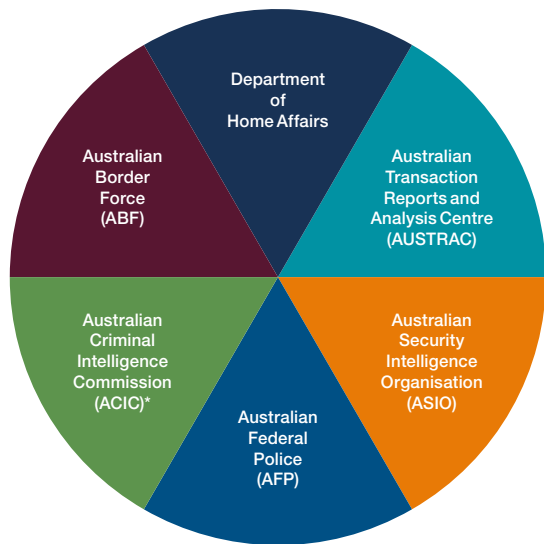 Department
of
Home Affairs
Australian
Transaction
Reports and
Analysis Centre
(AUSTRAC)
Australian
Security
Intelligence
Organisation
(ASIO)
Australian
Federal
Police
(AFP)
Australian
Criminal
Intelligence
Commission
(ACIC)*
Australian
Border
Force
(ABF)